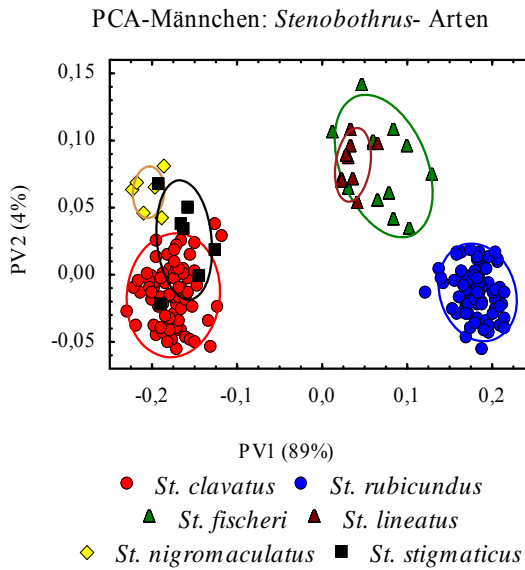 PCA-Männchen: Stenobothrus- Arten
0,15
0,10
0,05
0,00
-0,05
PV2 (4%)
-0,2 -0,1 0,0 0,1 0,2
PV1 (89%)
St. clavatus St. rubicundus
St. fischeri St. lineatus
St. nigromaculatus St. stigmaticus